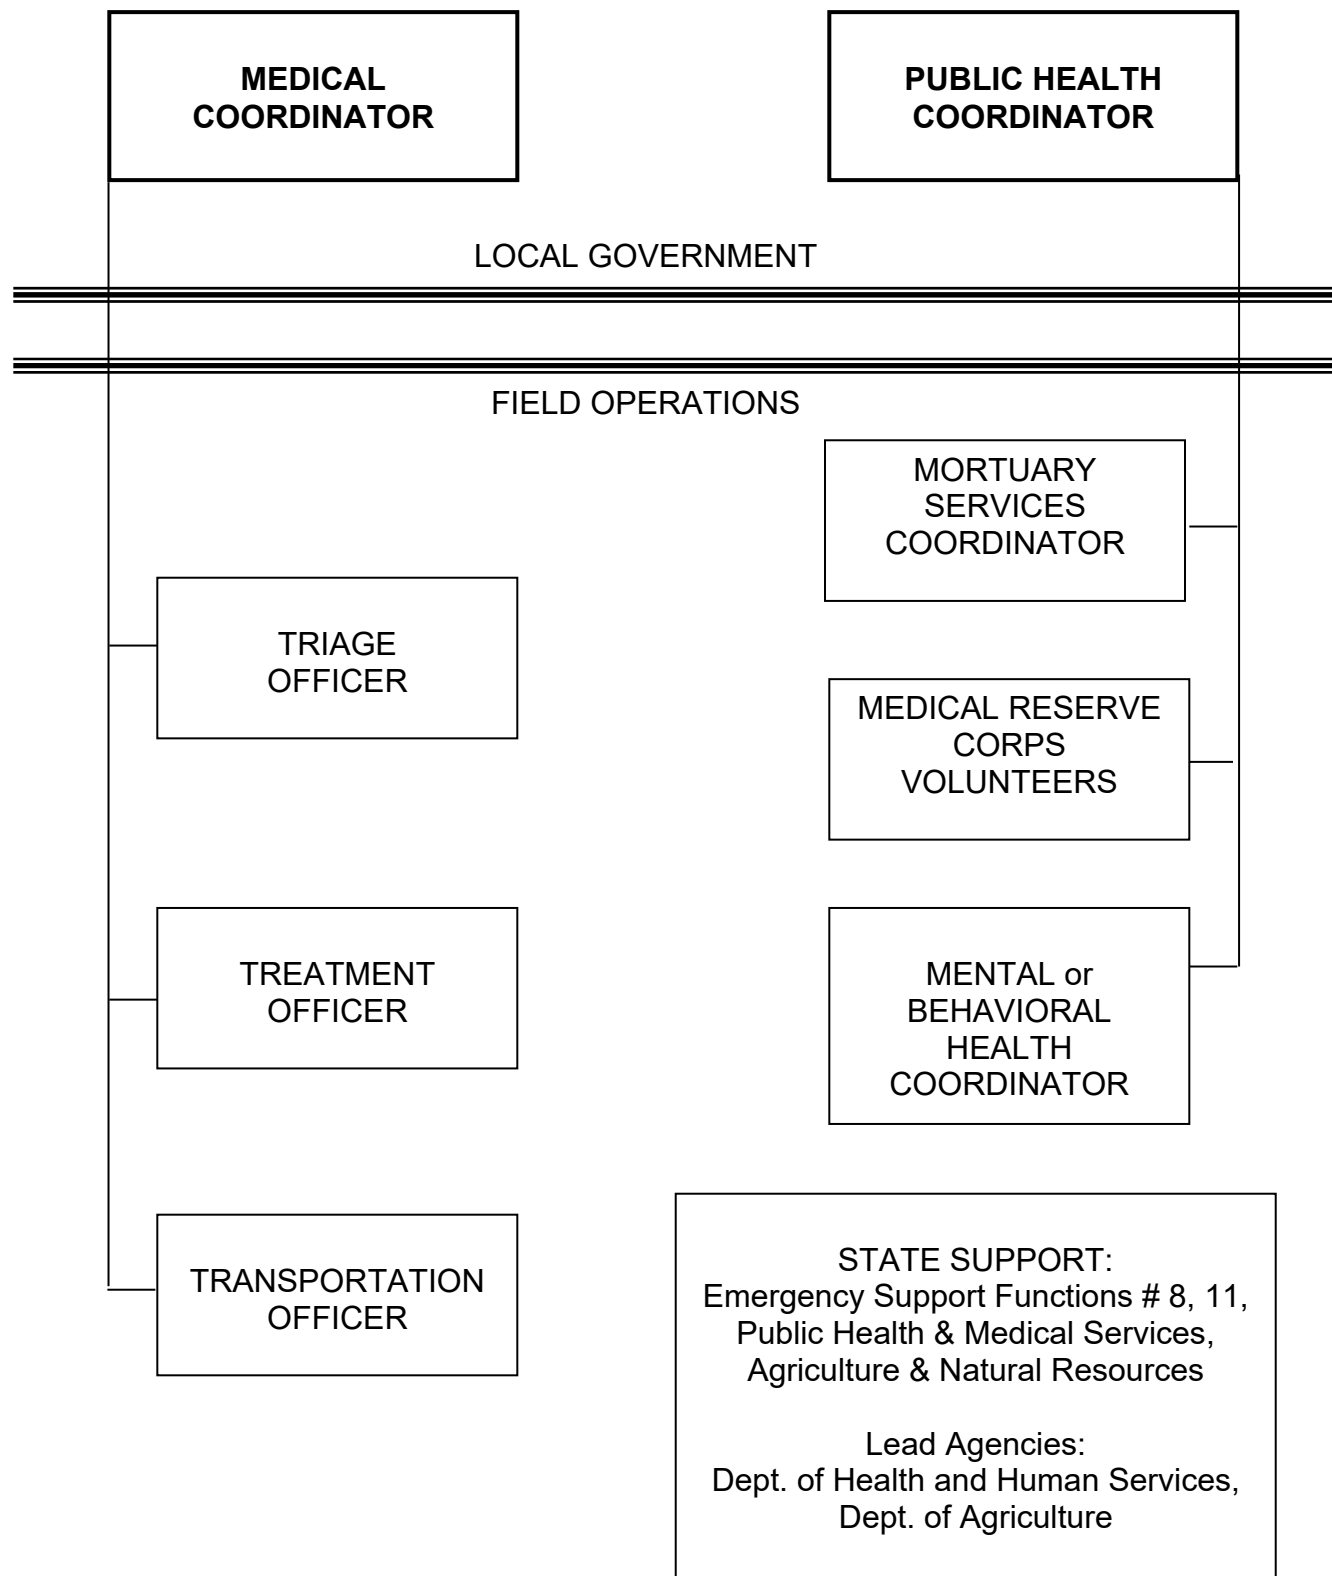 MEDICAL
COORDINATOR
PUBLIC HEALTH
COORDINATOR
LOCAL GOVERNMENT
FIELD OPERATIONS
MORTUARY
SERVICES
COORDINATOR
TRIAGE
OFFICER
MEDICAL RESERVE
CORPS
VOLUNTEERS
TREATMENT
OFFICER
MENTAL or
BEHAVIORAL
HEALTH
COORDINATOR
TRANSPORTATION
OFFICER
STATE SUPPORT:
Emergency Support Functions # 8, 11,
Public Health & Medical Services,
Agriculture & Natural Resources
Lead Agencies:
Dept. of Health and Human Services,
Dept. of Agriculture